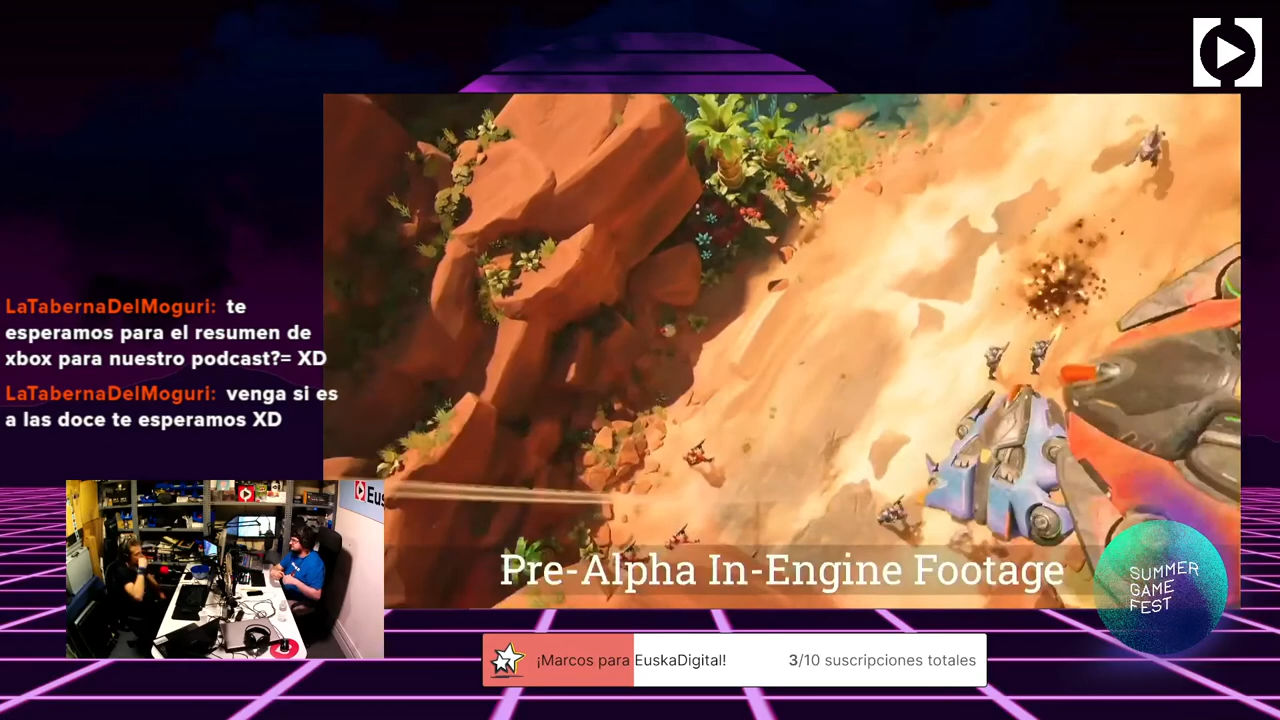 LaTabernaDelMoguri: te
esperamos para el resumen de
xbox para nuestro podcast?= XD
LaTabernaDelMoguri: venga si es
a las doce te esperamos XD
Eus
Pre-Alpha In-Engine Footage
SUMMER
GAME
FEST
¡Marcos para EuskaDigital!
3/10 suscripciones totales